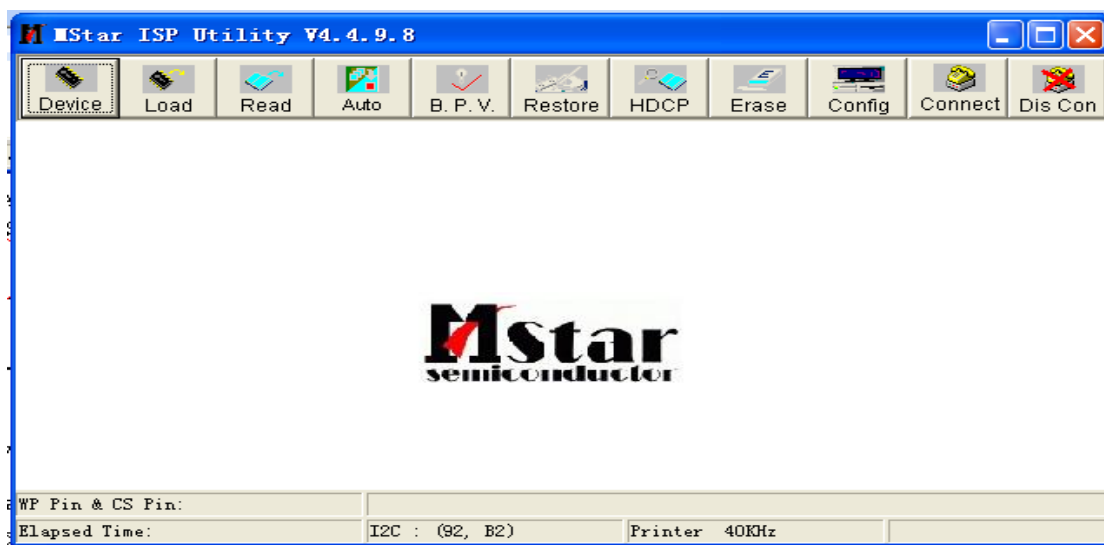 MStar ISP Utility V4.4.9.8
Device Load Read Auto B.P.V. Restore HDCP Erase Config Connect Dis Con
Mstar
semiconductor
WP Pin & CS Pin:
Elapsed Time: I2C : (92, B2) Printer 40KHz